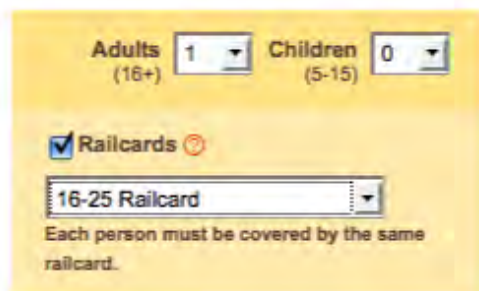 Adults 1 Children 0
(16+) (5-15)
Railcards ?
16-25 Railcard
Each person must be covered by the same
railcard.